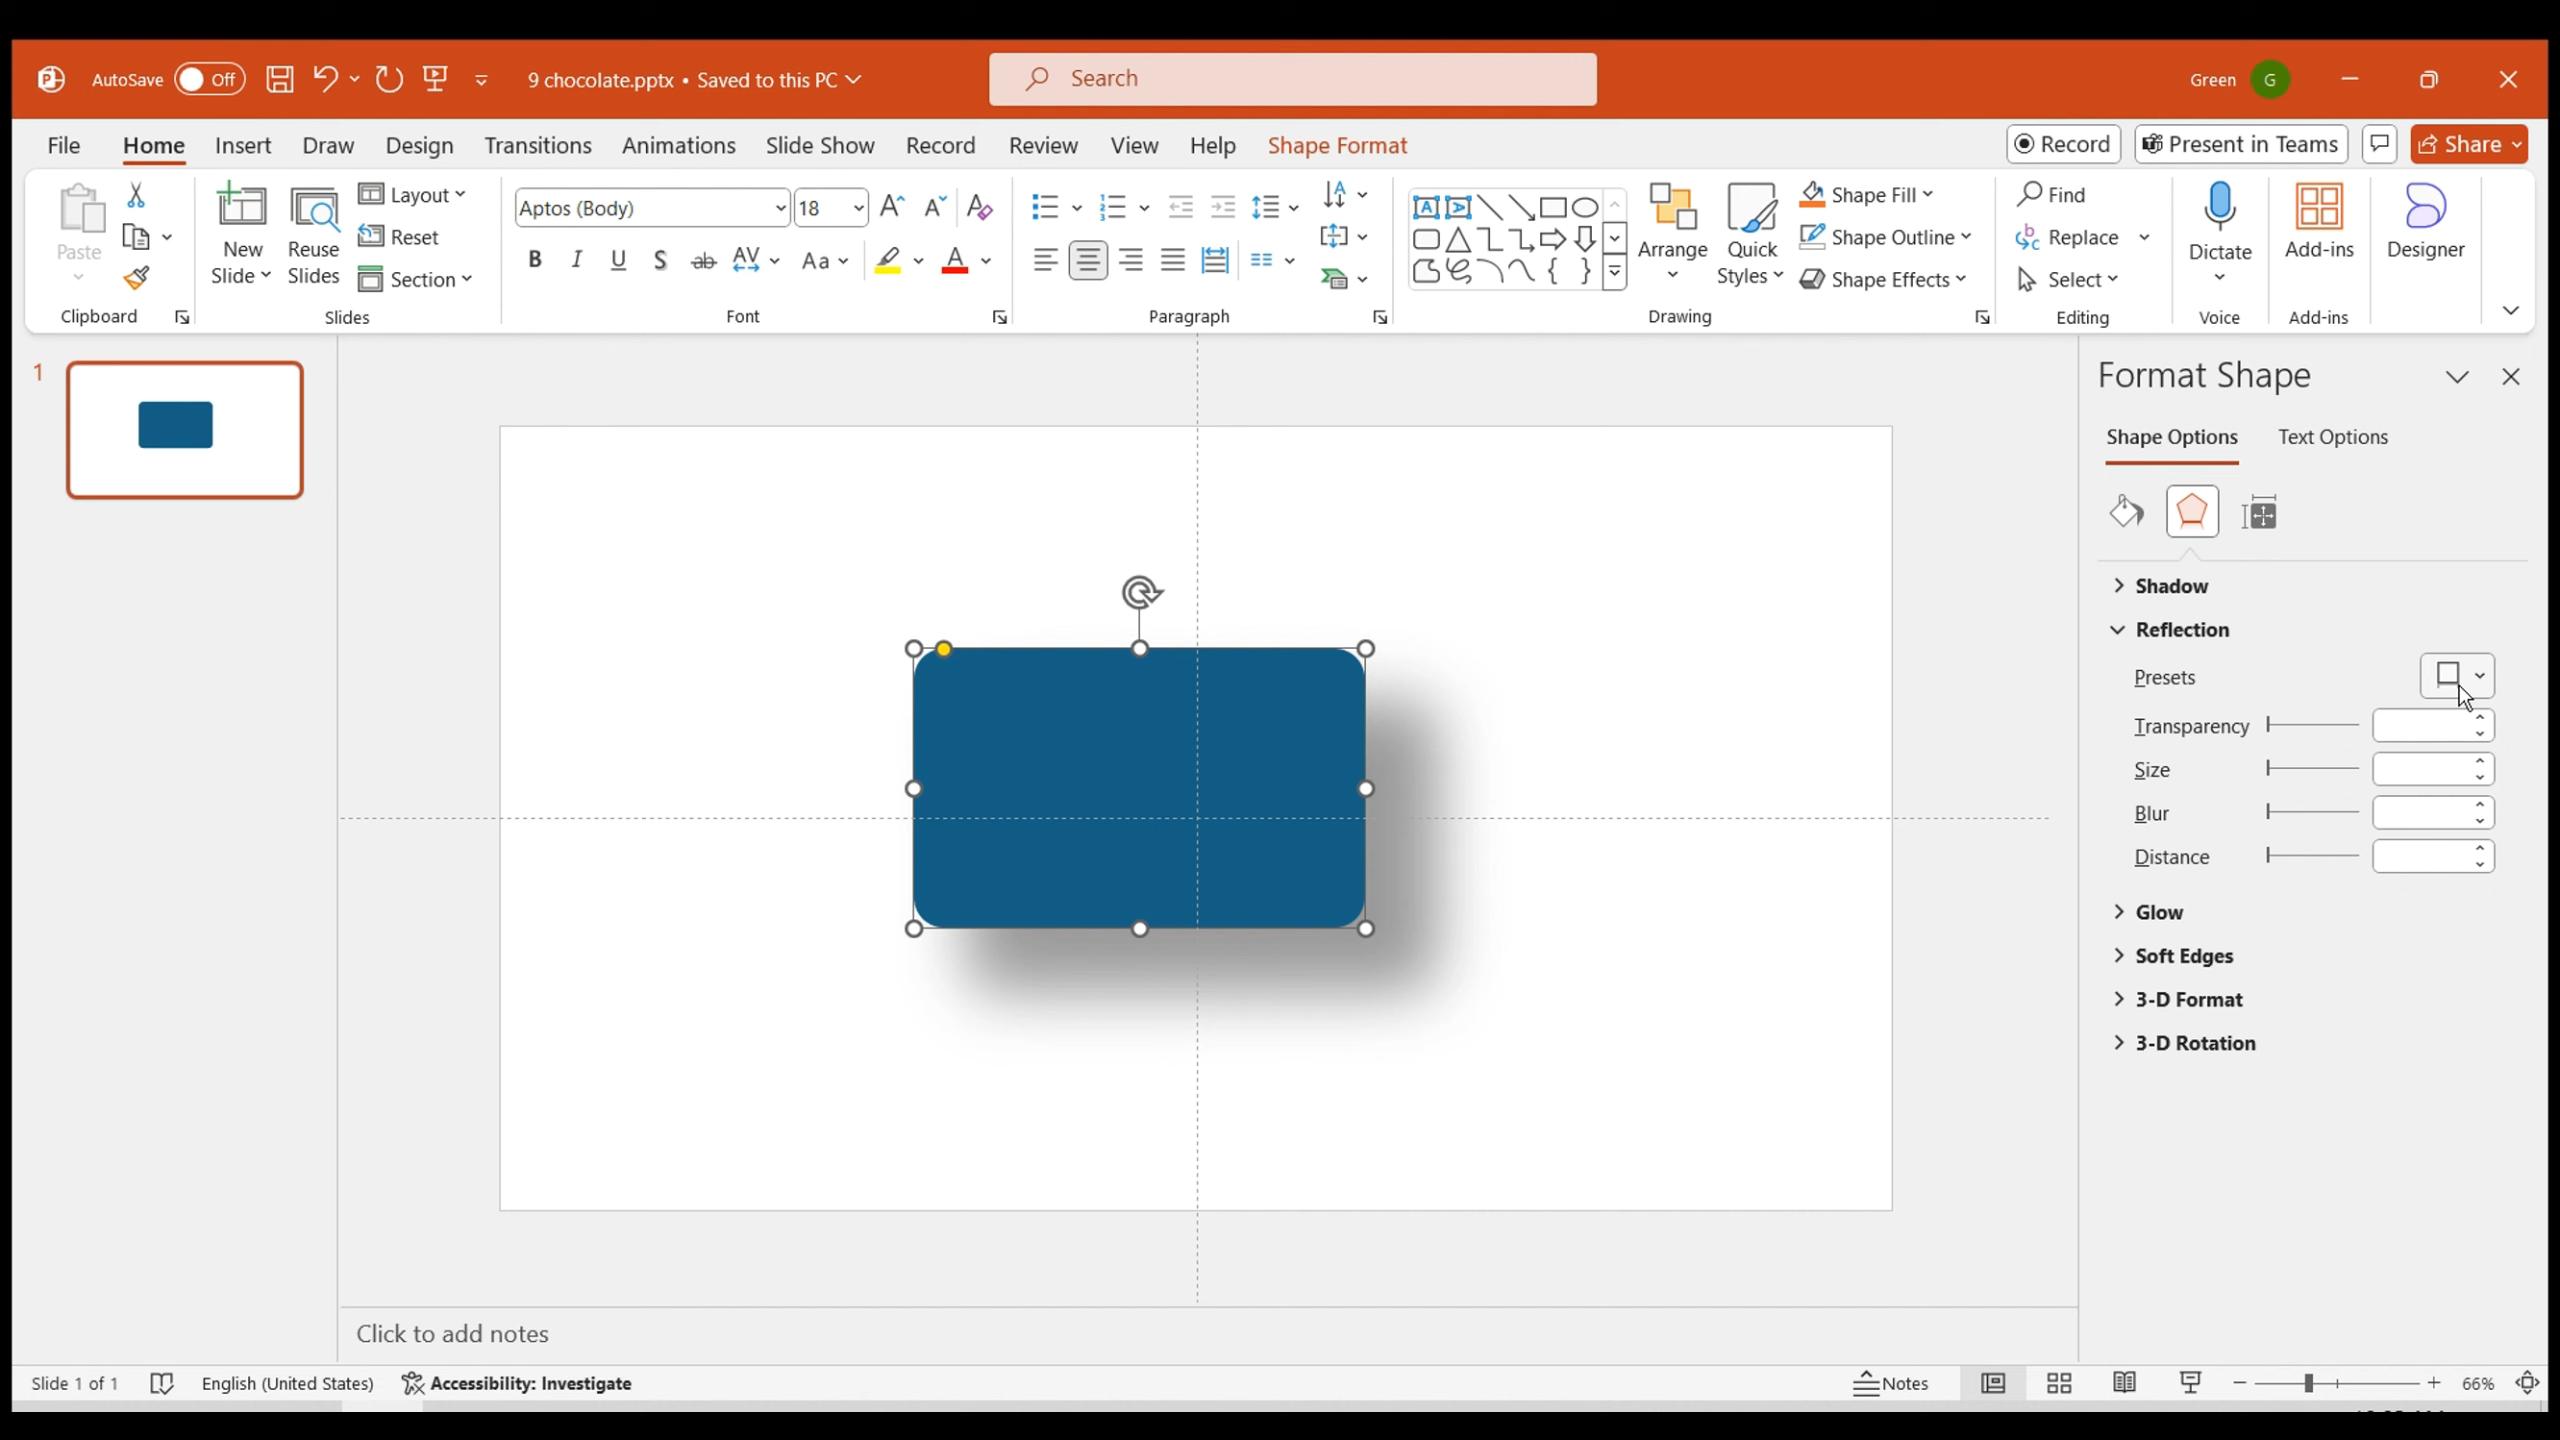 AutoSave Off 9 chocolate.pptx • Saved to this PC Search Green G
File Home Insert Draw Design Transitions Animations Slide Show Record Review View Help Shape Format Record Present in Teams Share
Paste
Clipboard
New Slide
Reuse Slides
Layout
Reset
Section
Slides
Aptos (Body) 18
B I U S ab AV Aa A
Font
Paragraph
Arrange
Quick Styles
Shape Fill
Shape Outline
Shape Effects
Drawing
Find
Replace
Select
Editing
Dictate
Voice
Add-ins
Add-ins
Designer
1
Format Shape
Shape Options Text Options
Shadow
Reflection
Presets
Transparency
Size
Blur
Distance
Glow
Soft Edges
3-D Format
3-D Rotation
Click to add notes
Slide 1 of 1 English (United States) Accessibility: Investigate Notes 66%